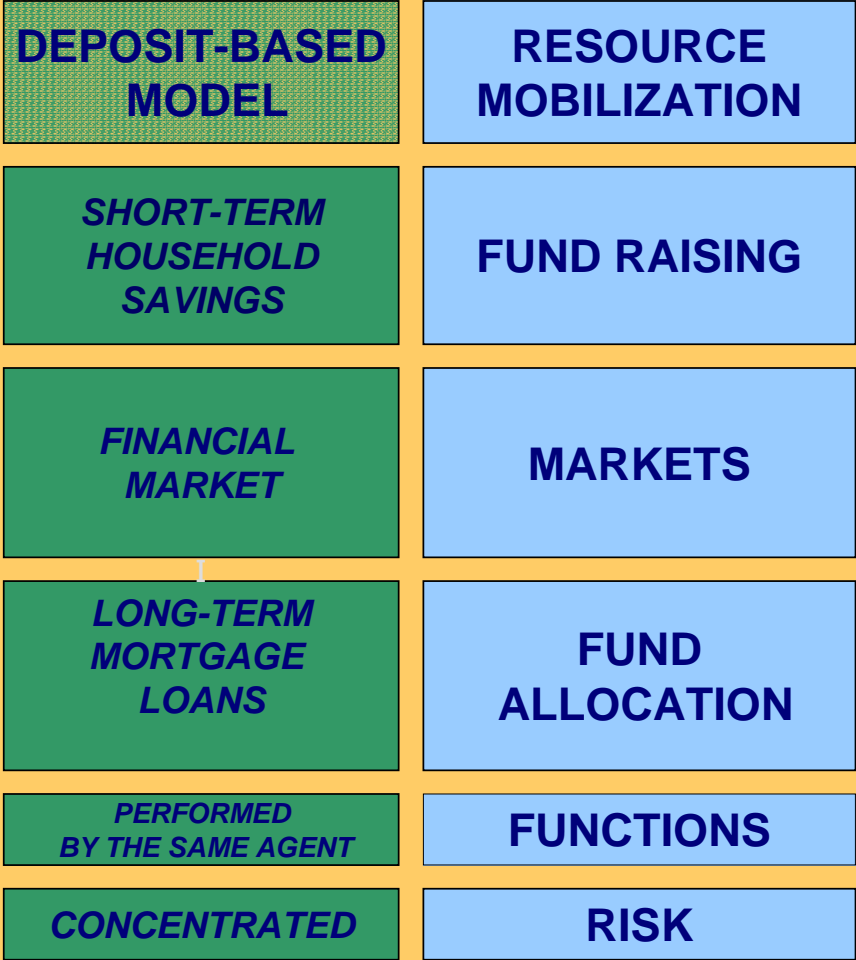 DEPOSIT-BASED
MODEL
RESOURCE
MOBILIZATION
SHORT-TERM
HOUSEHOLD
SAVINGS
FUND RAISING
FINANCIAL
MARKET
MARKETS
LONG-TERM
MORTGAGE
LOANS
FUND
ALLOCATION
PERFORMED
BY THE SAME AGENT
FUNCTIONS
CONCENTRATED
RISK